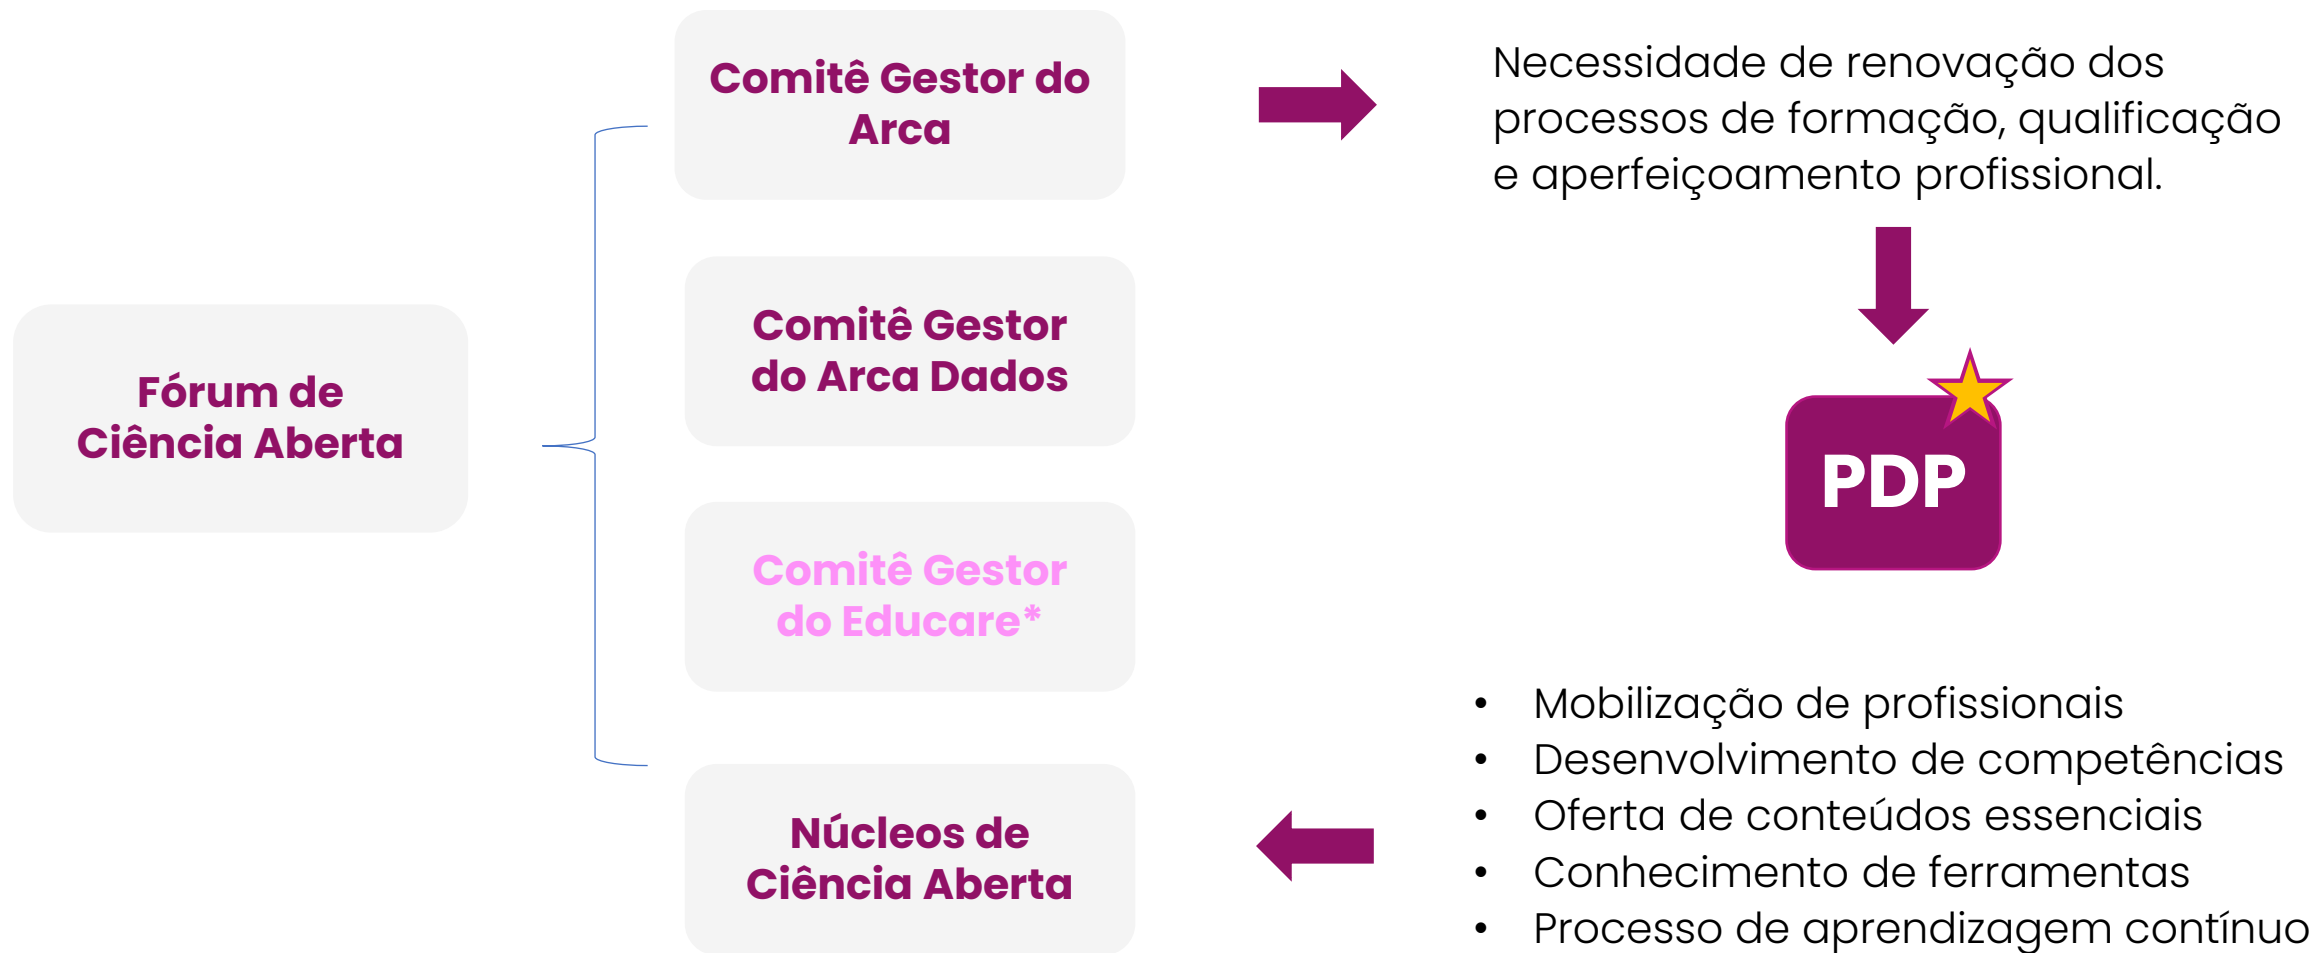 Fórum de
Ciência Aberta
Comitê Gestor do
Arca
Comitê Gestor
do Arca Dados
Comitê Gestor
do Educare*
Núcleos de
Ciência Aberta
Necessidade de renovação dos
processos de formação, qualificação
e aperfeiçoamento profissional.
PDP
• Mobilização de profissionais
• Desenvolvimento de competências
• Oferta de conteúdos essenciais
• Conhecimento de ferramentas
• Processo de aprendizagem contínuo